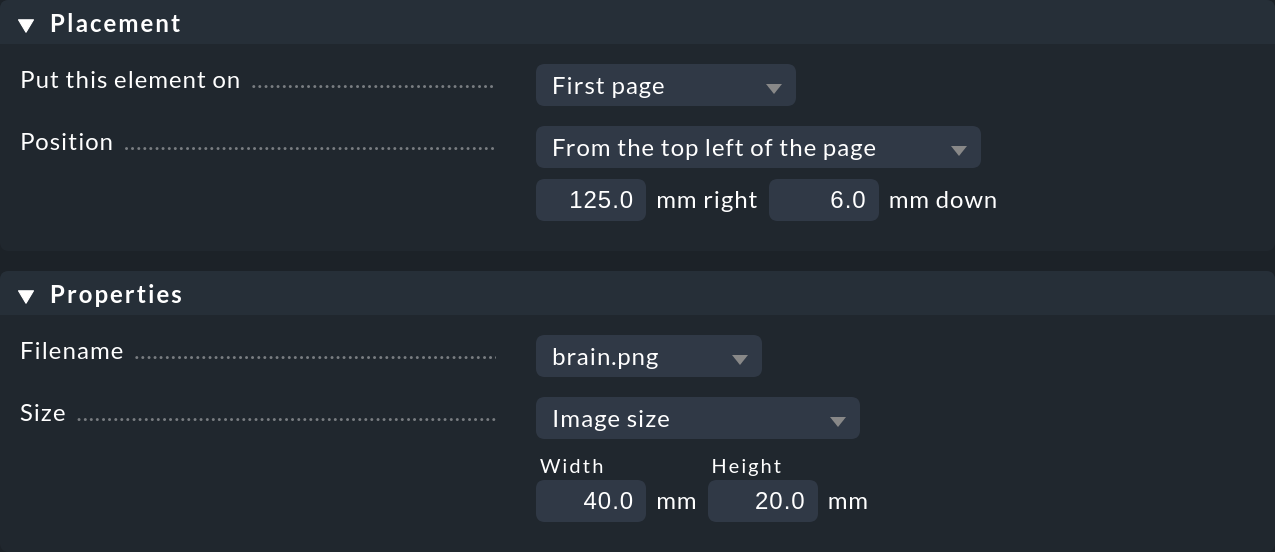 Placement
Put this element on First page
Position From the top left of the page
125.0 mm right 6.0 mm down
Properties
Filename brain.png
Size Image size
Width Height
40.0 mm 20.0 mm